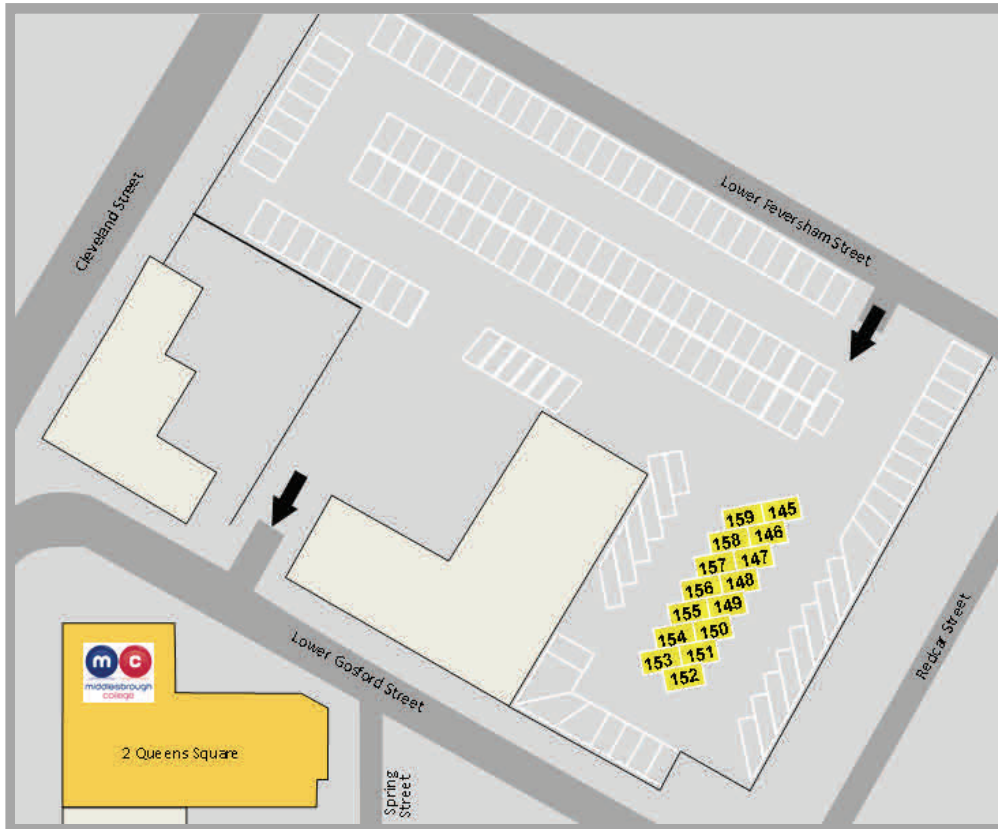 Cleveland Street
Lower Feversham Street
159 145
158 146
157 147
156 148
155 149
154 150
153 151
152
Redcar Street
Lower Gosford Street
mc
middlesbrough
college
2 Queens Square
Spring
Street